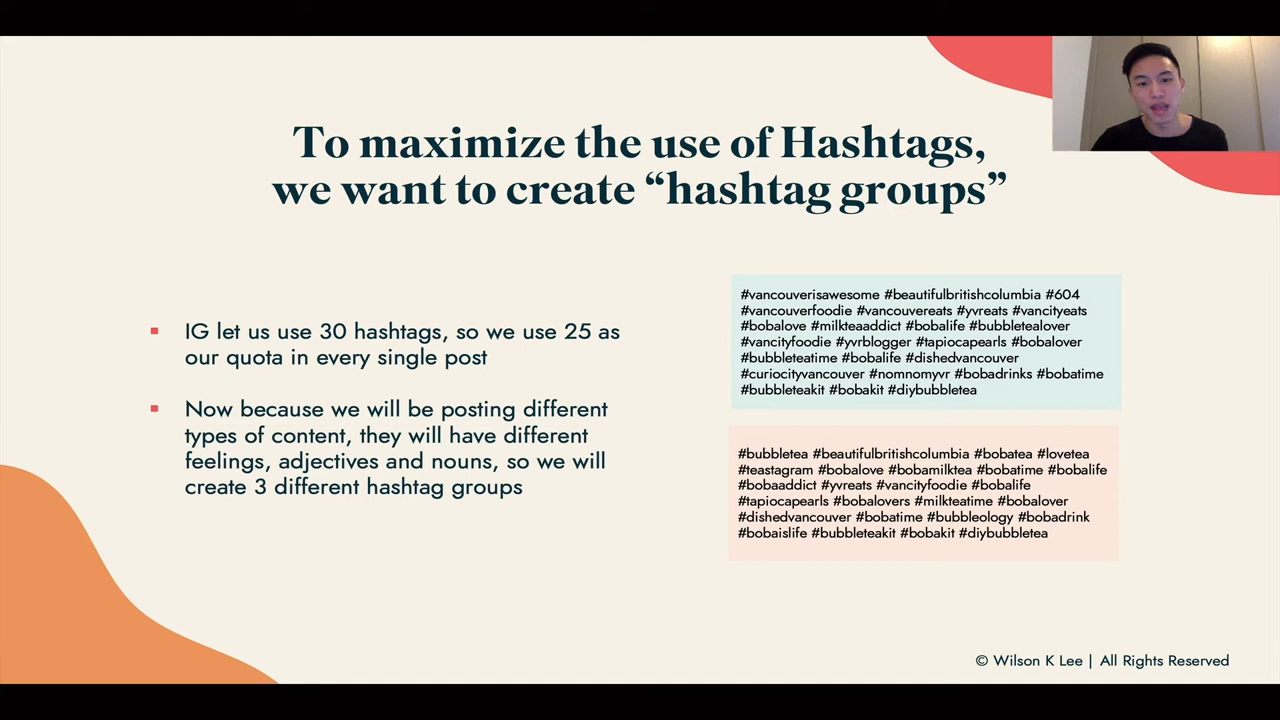 To maximize the use of Hashtags,
we want to create “hashtag groups”
IG let us use 30 hashtags, so we use 25 as
our quota in every single post
Now because we will be posting different
types of content, they will have different
feelings, adjectives and nouns, so we will
create 3 different hashtag groups
#vancouverisawesome #beautifulbritishcolumbia #604
#vancouverfoodie #vancouvereats #yvreats #vancityeats
#bobalove #milkteaaddict #bobalife #bubbletealover
#vancityfoodie #yvrblogger #tapiocapearls #bobalover
#bubbleteatime #bobalife #dishedvancouver
#curiocityvancouver #nomnomyvr #bobadrinks #bobatime
#bubbleteakit #bobakit #diybubbletea
#bubbletea #beautifulbritishcolumbia #bobatea #lovetea
#teastagram #bobalove #bobamilktea #bobatime #bobalife
#bobaaddict #yvreats #vancityfoodie #bobalife
#tapiocapearls #bobalovers #milkteatime #bobalover
#dishedvancouver #bobatime #bubbleology #bobadrink
#bobaislife #bubbleteakit #bobakit #diybubbletea
© Wilson K Lee | All Rights Reserved